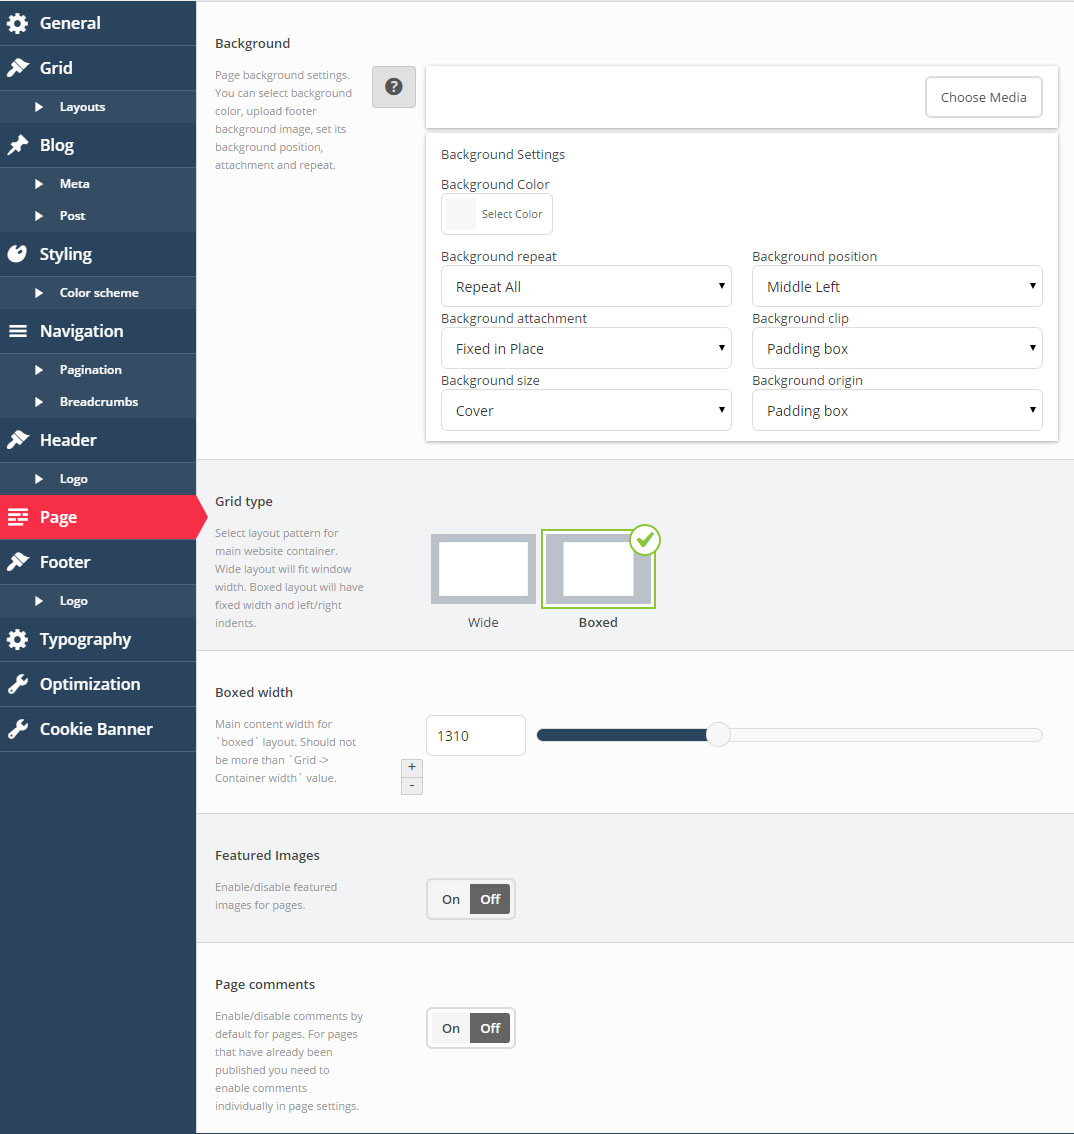 General
Grid
Layouts
Blog
Meta
Post
Styling
Color scheme
Navigation
Pagination
Breadcrumbs
Header
Logo
Page
Footer
Logo
Typography
Optimization
Cookie Banner
Background
Page background settings.
You can select background
color, upload footer
background image, set its
background position,
attachment and repeat.
?
Choose Media
Background Settings
Background Color
Select Color
Background repeat
Repeat All
Background position
Middle Left
Background attachment
Fixed in Place
Background clip
Padding box
Background size
Cover
Background origin
Padding box
Grid type
Select layout pattern for
main website container.
Wide layout will fit window
width. Boxed layout will have
fixed width and left/right
indents.
Wide
Boxed
Boxed width
Main content width for
`boxed` layout. Should not
be more than `Grid ->
Container width` value.
1310
+
-
Featured Images
Enable/disable featured
images for pages.
On Off
Page comments
Enable/disable comments by
default for pages. For pages
that have already been
published you need to
enable comments
individually in page settings.
On Off